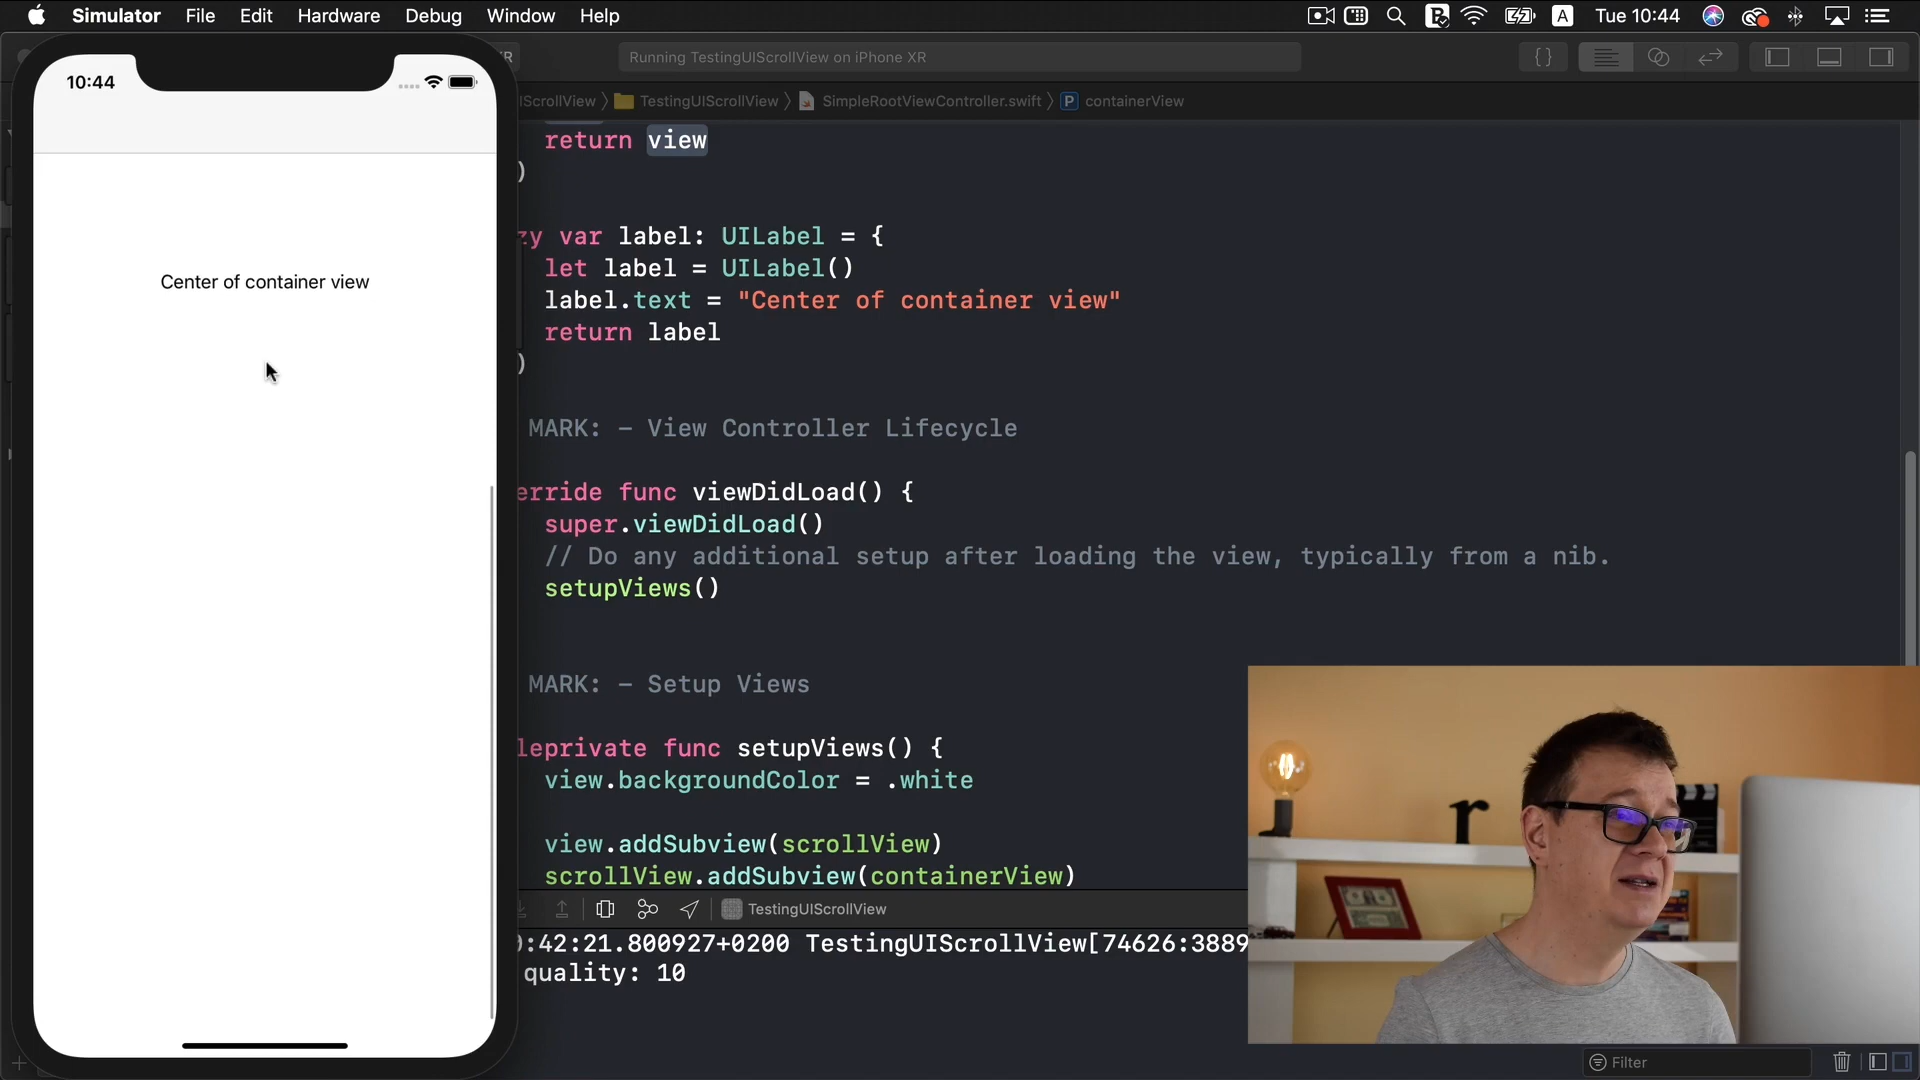 Simulator File Edit Hardware Debug Window Help A Tue 10:44
10:44
R
Running TestingUIScrollView on iPhone XR
IScrollView TestingUIScrollView SimpleRootViewController.swift P containerView
Center of container view
return view
}
zy var label: UILabel = {
let label = UILabel()
label.text = "Center of container view"
return label
}
MARK: - View Controller Lifecycle
erride func viewDidLoad() {
super.viewDidLoad()
// Do any additional setup after loading the view, typically from a nib.
setupViews()
MARK: - Setup Views
leprivate func setupViews() {
view.backgroundColor = .white
view.addSubview(scrollView)
scrollView.addSubview(containerView)
TestingUIScrollView
:42:21.800927+0200 TestingUIScrollView[74626:3889
quality: 10
r
Filter